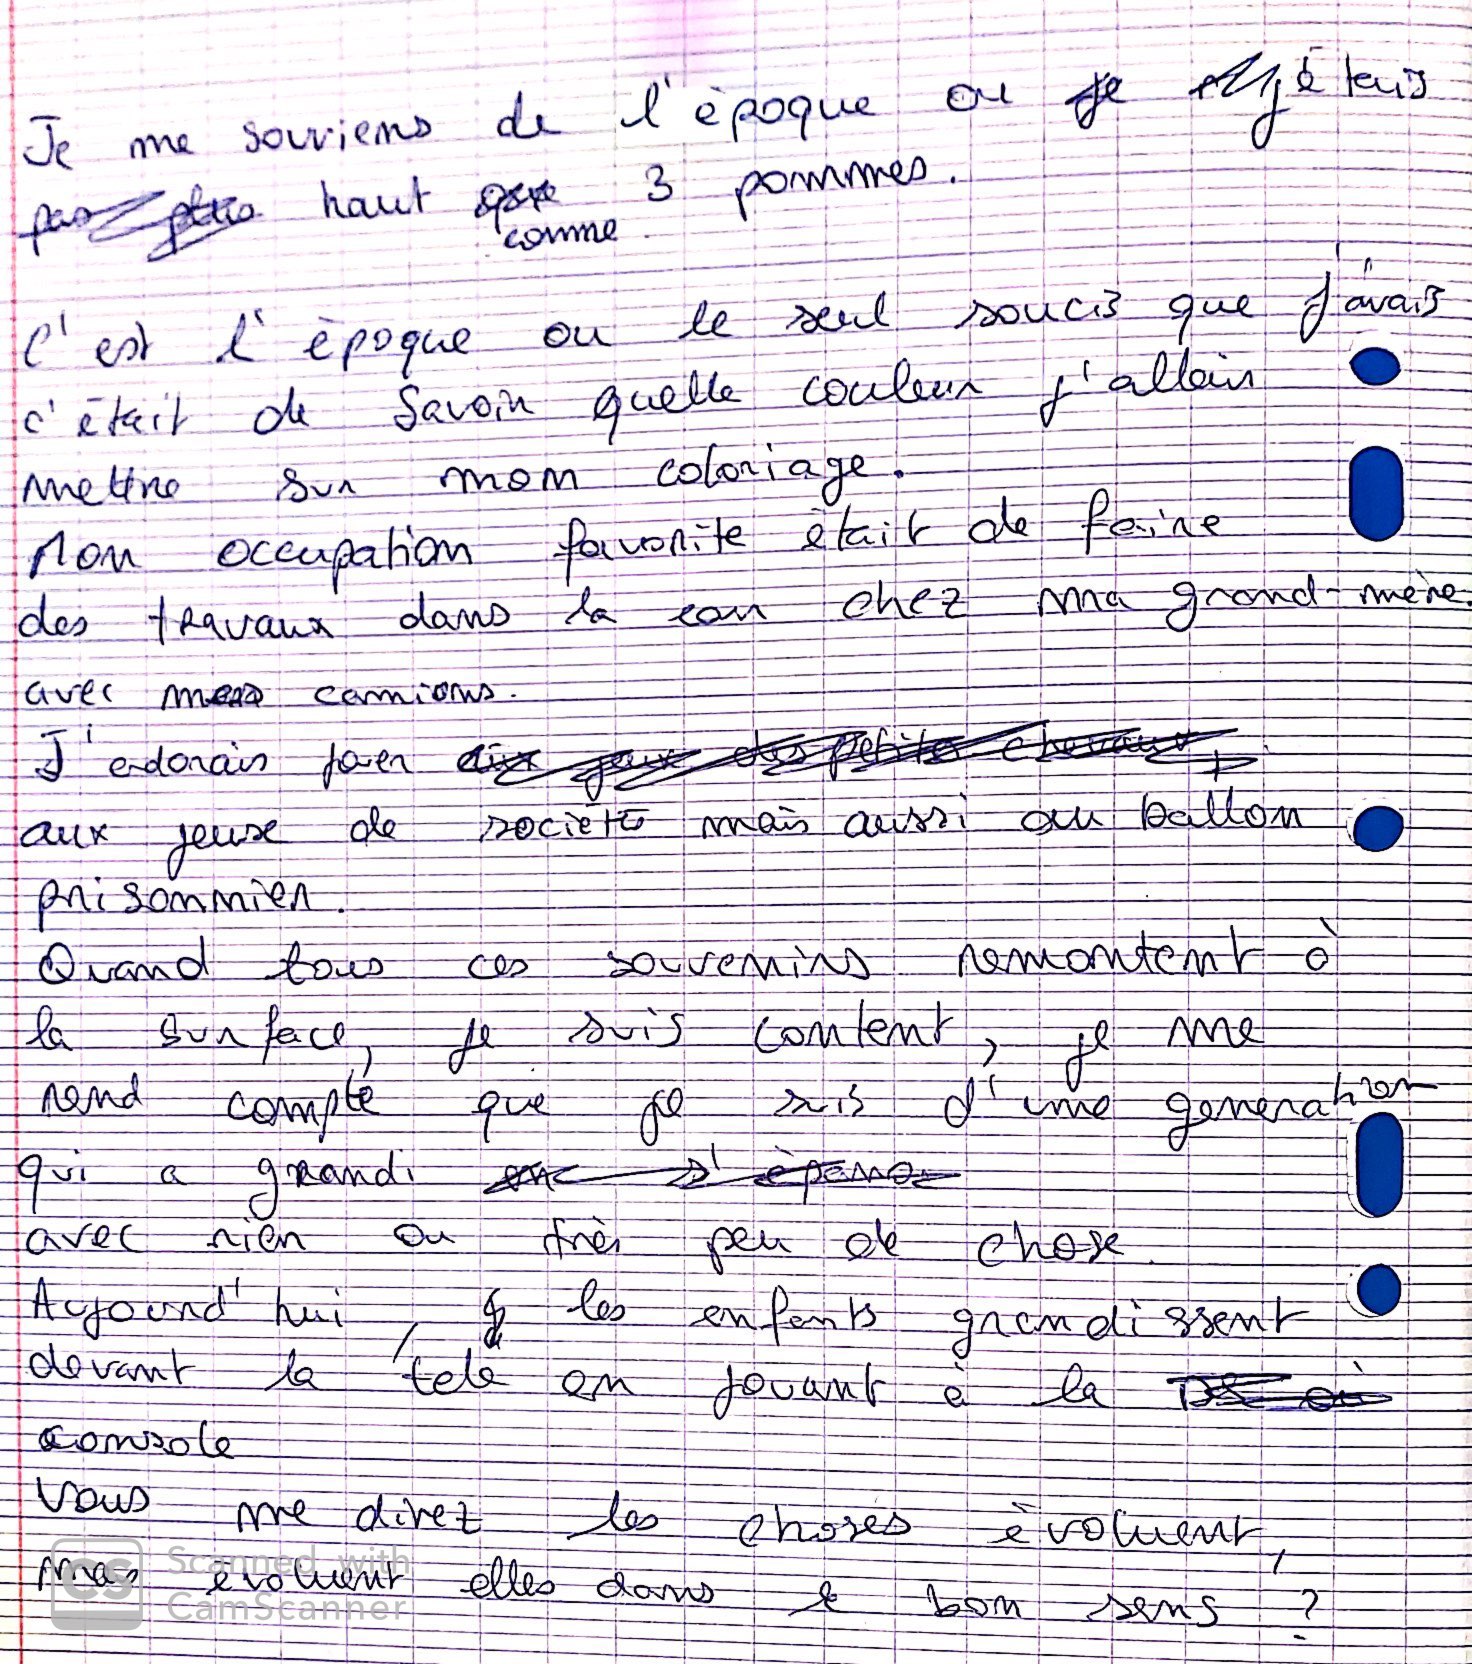 Je me souviens de l'époque ou j'étais
haut comme 3 pommes.
C'est l'époque ou le seul soucis que j'avais
c'était de savoir quelle couleur j'allais
mettre sur mon coloriage.
Mon occupation favorite était de faire
des travaux dans la cour chez ma grand-mère
avec mes camions.
J'adorais jouer
aux jeux de société mais aussi au ballon
prisonnier.
Quand tous ces souvenirs remontent à
la surface, je suis content, je me
rend compte que je suis d'une generation
qui a grandi
avec rien ou très peu de chose.
Aujourd'hui, les enfants grandissent
devant la télé en jouant à la
console
Vous me direz les choses évoluent,
mais évoluent elles dans le bon sens ?
CS Scanned with
CamScanner